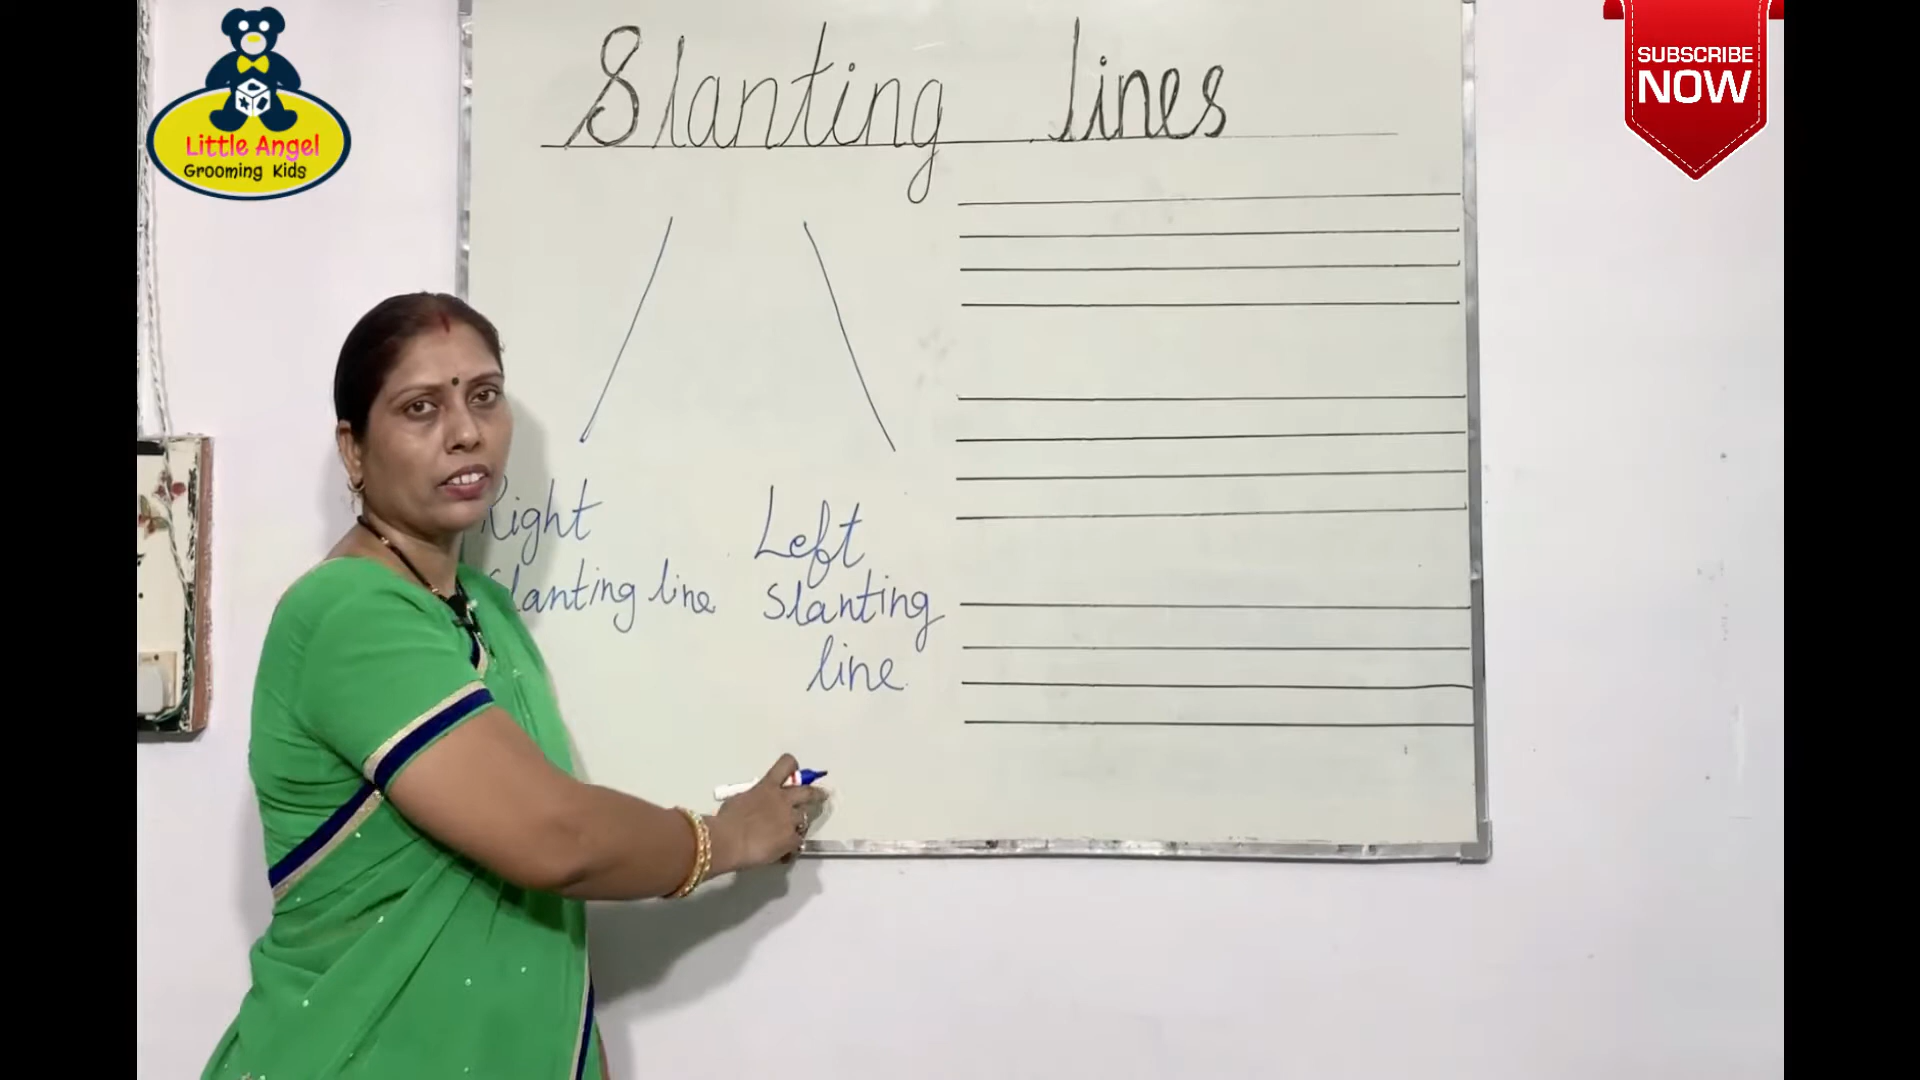 Little Angel
Grooming Kids
SUBSCRIBE
NOW
Slanting lines
Right
Slanting line
Left
Slanting
line